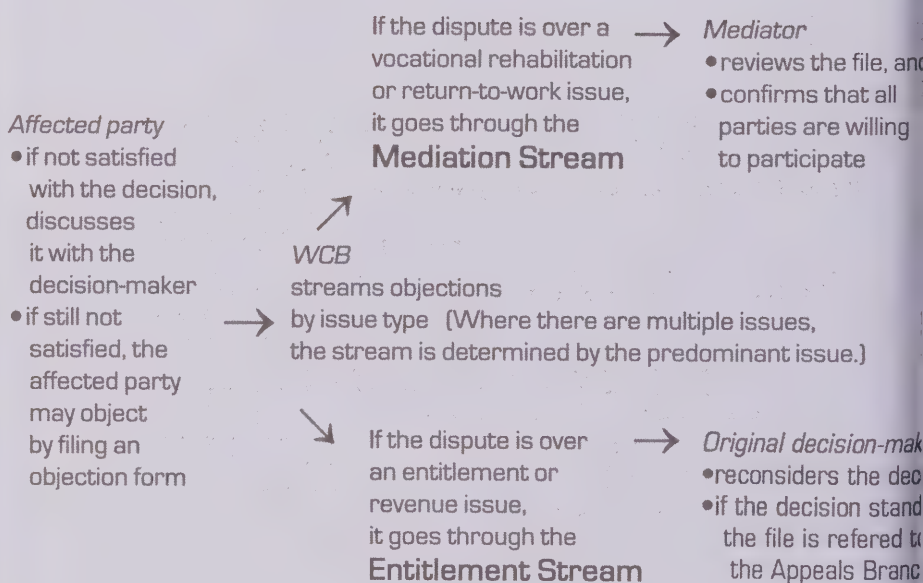 Affected party
• if not satisfied
with the decision,
discusses
it with the
decision-maker
• if still not
satisfied, the
affected party
may object
by filing an
objection form
If the dispute is over a
vocational rehabilitation
or return-to-work issue,
it goes through the
Mediation Stream
Mediator
• reviews the file, and
• confirms that all
parties are willing
to participate
WCB
streams objections
by issue type (Where there are multiple issues,
the stream is determined by the predominant issue.)
If the dispute is over
an entitlement or
revenue issue,
it goes through the
Entitlement Stream
Original
• reconsiders the
• if the decision
the file is refered
the Appeals